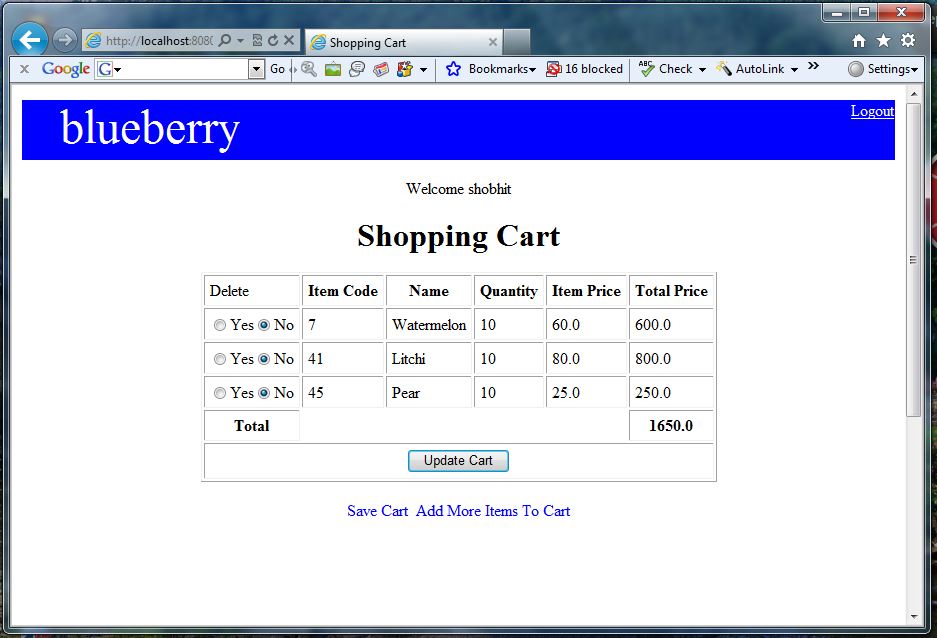 http://localhost:8080
Shopping Cart
x Google G Go Bookmarks 16 blocked ABC Check AutoLink » Settings
blueberry
Logout
Welcome shobhit
Shopping Cart
Delete Item Code Name Quantity Item Price Total Price
Yes No 7 Watermelon 10 60.0 600.0
Yes No 41 Litchi 10 80.0 800.0
Yes No 45 Pear 10 25.0 250.0
Total 1650.0
Update Cart
Save Cart Add More Items To Cart